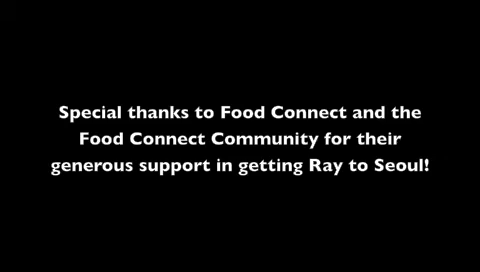 Special thanks to Food Connect and the
Food Connect Community for their
generous support in getting Ray to Seoul!